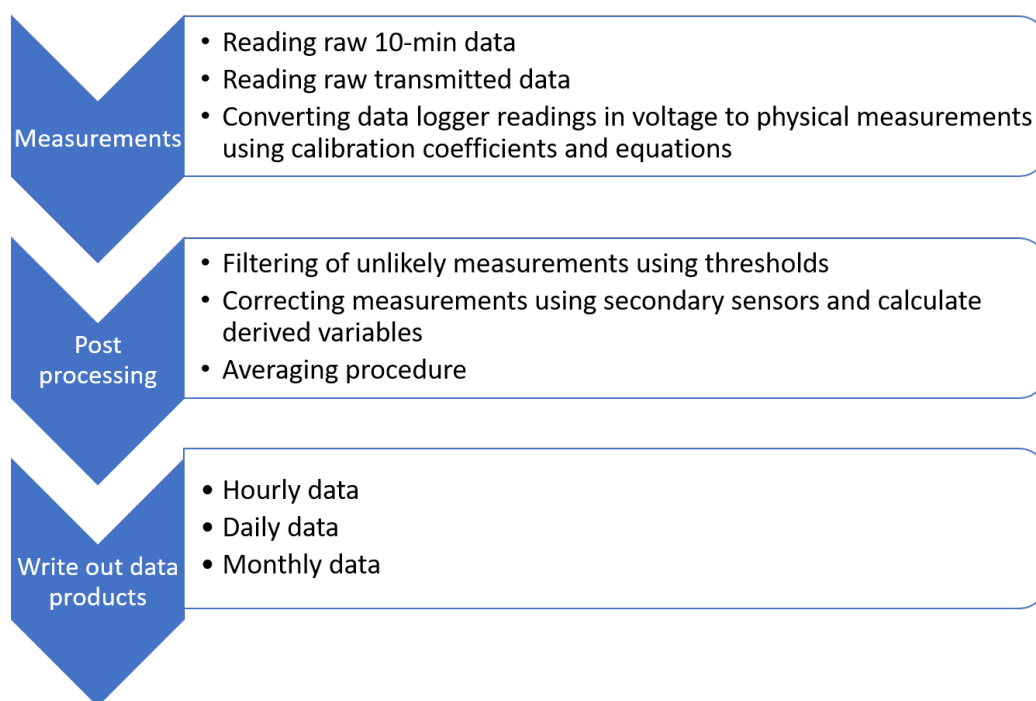 Measurements
• Reading raw 10-min data
• Reading raw transmitted data
• Converting data logger readings in voltage to physical measurements
using calibration coefficients and equations
Post
processing
• Filtering of unlikely measurements using thresholds
• Correcting measurements using secondary sensors and calculate
derived variables
• Averaging procedure
Write out data
products
• Hourly data
• Daily data
• Monthly data